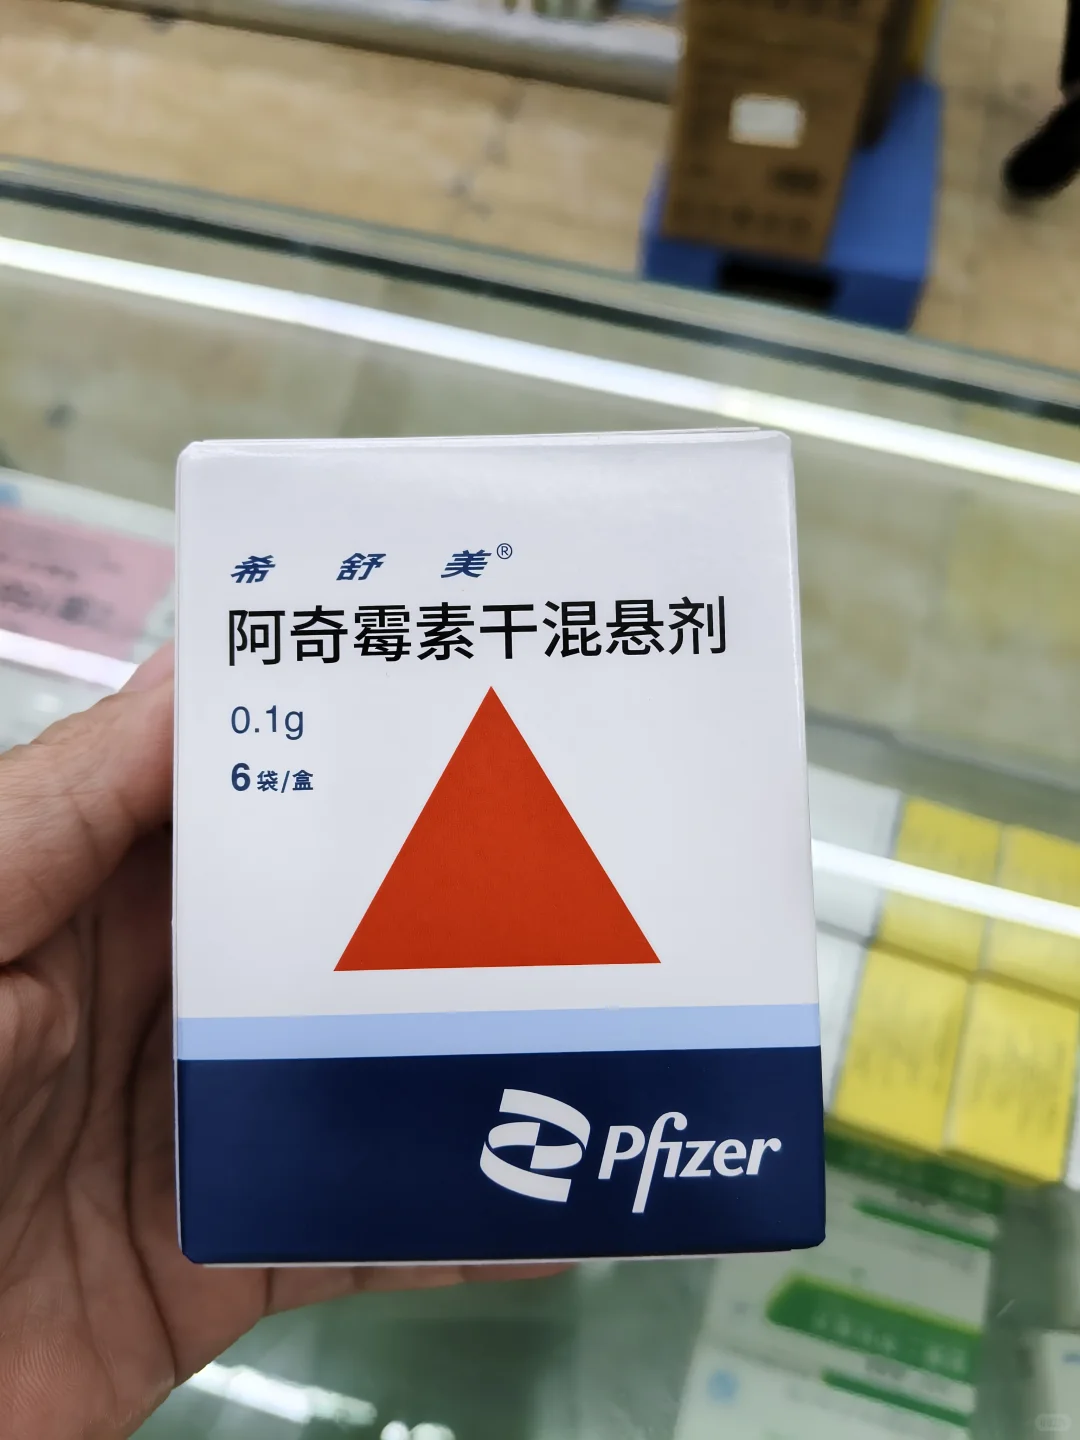 希舒美®
阿奇霉素干混悬剂
0.1g
6袋/盒
Pfizer